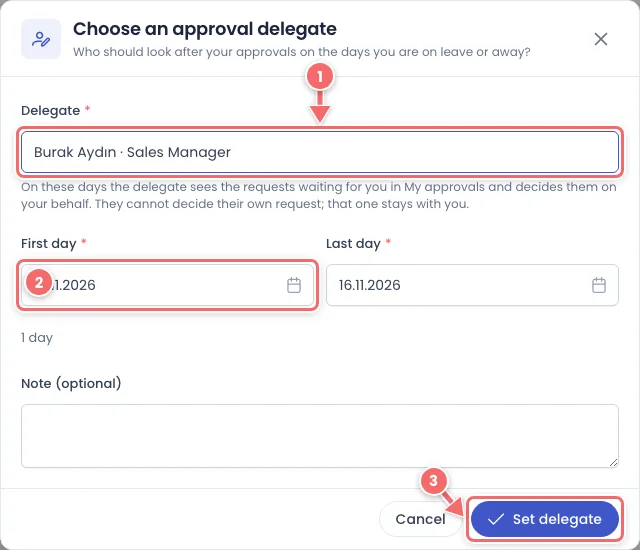 Choose an approval delegate
Who should look after your approvals on the days you are on leave or away?
1
Delegate *
Burak Aydın · Sales Manager
On these days the delegate sees the requests waiting for you in My approvals and decides them on
your behalf. They cannot decide their own request; that one stays with you.
First day *
Last day *
2
.11.2026
16.11.2026
1 day
Note (optional)
3
Cancel
Set delegate